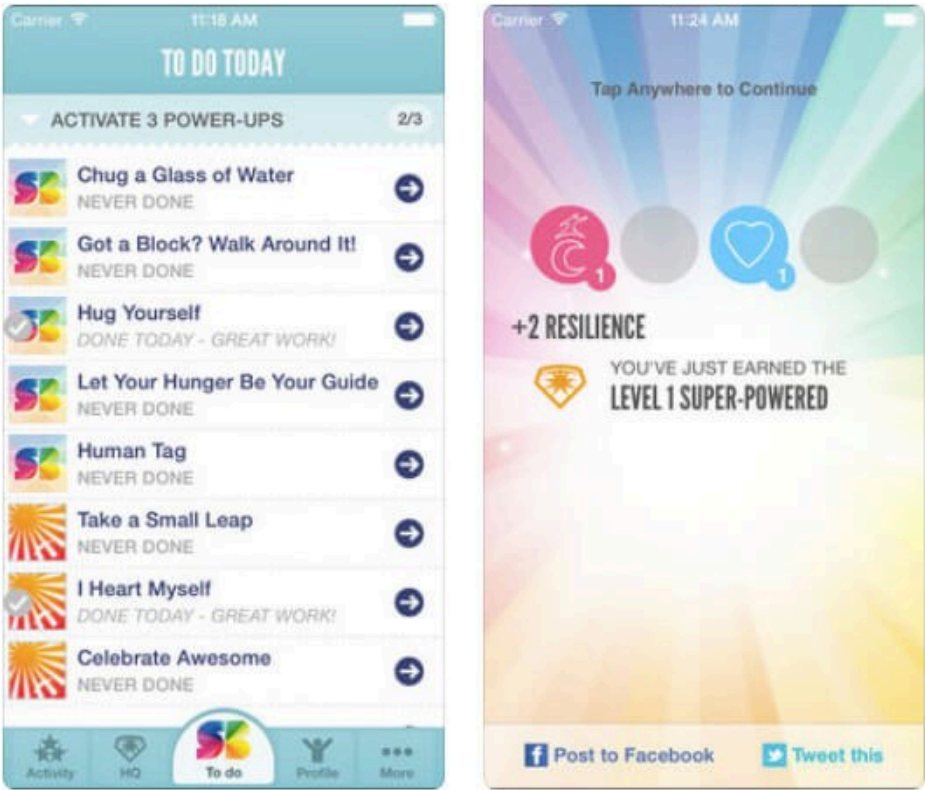 Carrier 11:18 AM
TO DO TODAY
ACTIVATE 3 POWER-UPS 2/3
Chug a Glass of Water
NEVER DONE
Got a Block? Walk Around It!
NEVER DONE
Hug Yourself
DONE TODAY - GREAT WORK!
Let Your Hunger Be Your Guide
NEVER DONE
Human Tag
NEVER DONE
Take a Small Leap
NEVER DONE
I Heart Myself
DONE TODAY - GREAT WORK!
Celebrate Awesome
NEVER DONE
Activity HQ To do Profile More
Carrier 11:24 AM
Tap Anywhere to Continue
1 1
+2 RESILIENCE
YOU'VE JUST EARNED THE
LEVEL 1 SUPER-POWERED
Post to Facebook Tweet this